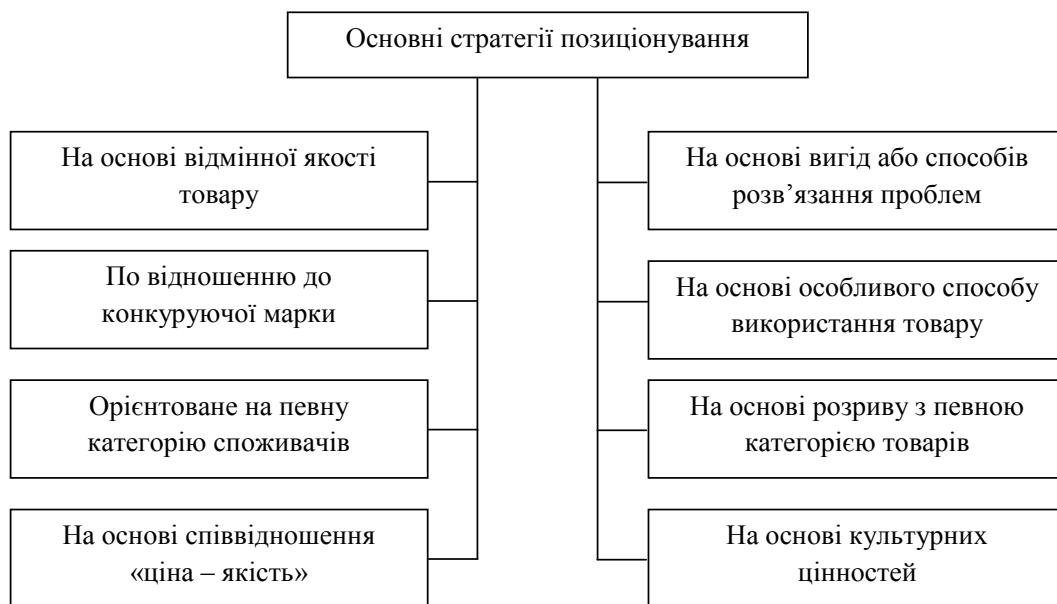 Основні стратегії позиціонування
На основі відмінної якості
товару
По відношенню до
конкуруючої марки
Орієнтоване на певну
категорію споживачів
На основі співвідношення
«ціна – якість»
На основі вигід або способів
розв’язання проблем
На основі особливого способу
використання товару
На основі розриву з певною
категорією товарів
На основі культурних
цінностей